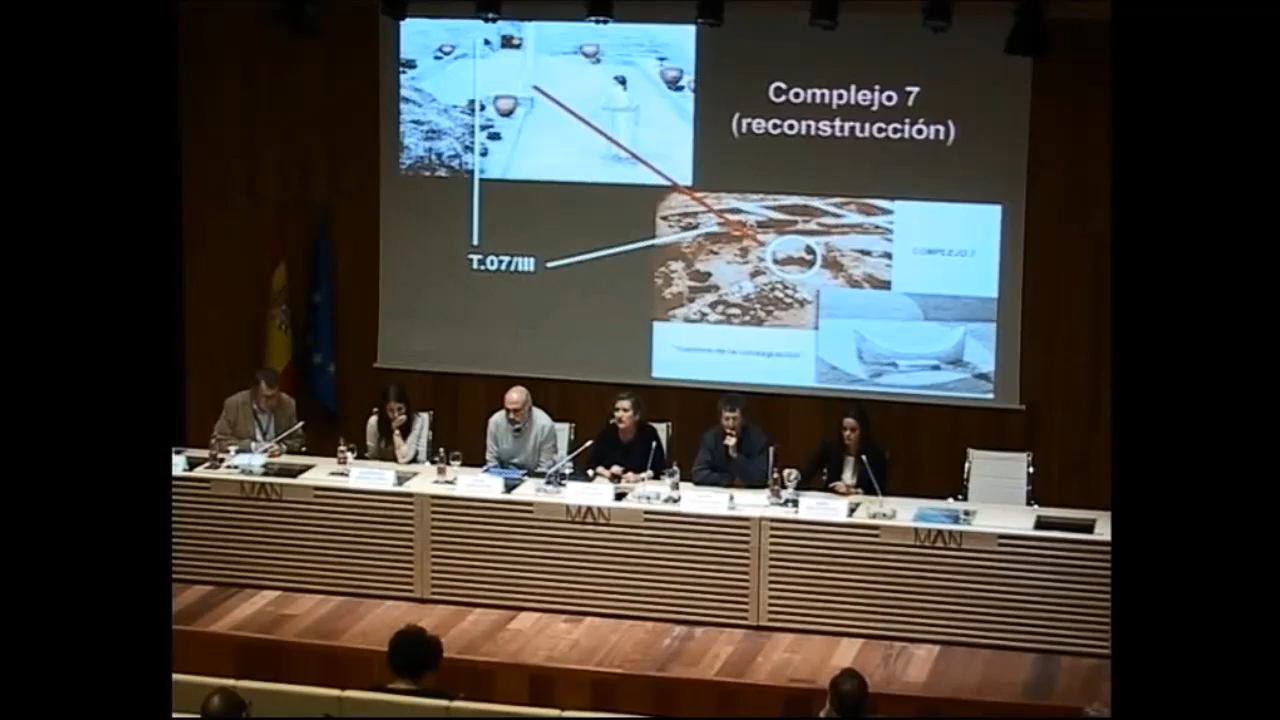 Complejo 7
(reconstrucción)
COMPLEJO 7
T.07/III
MAN
MAN
MAN